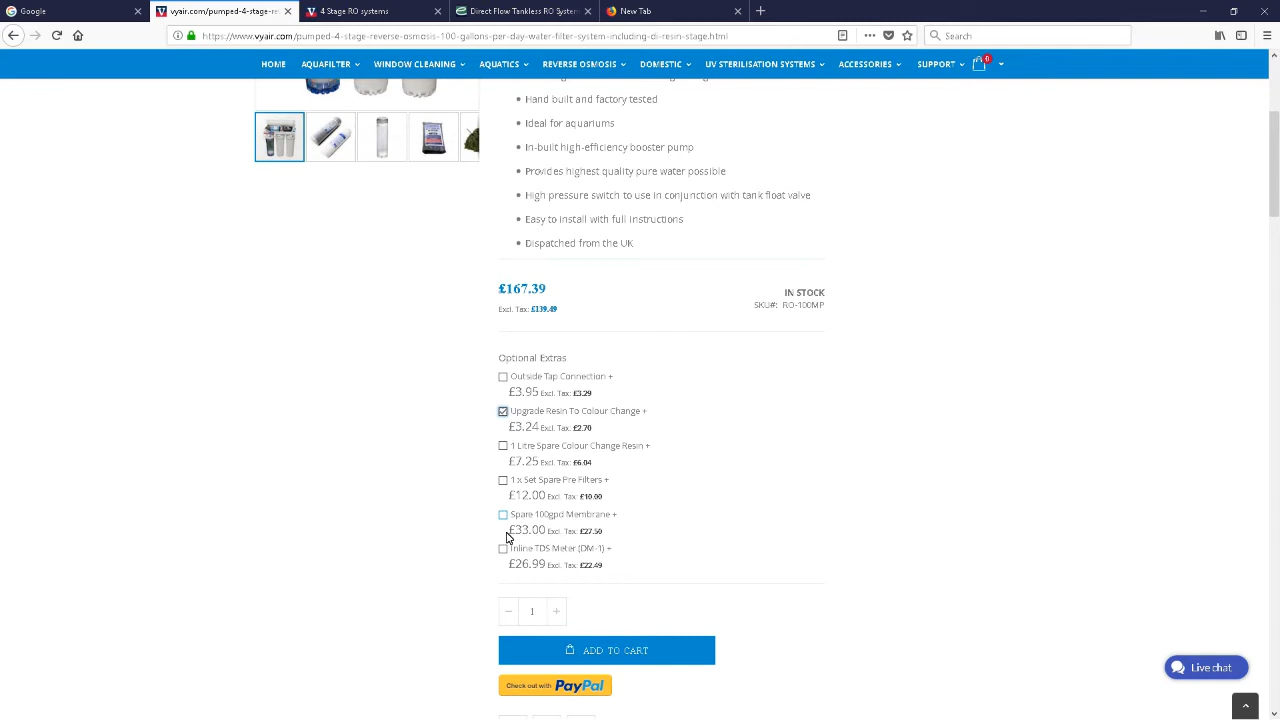 Google
vyair.com/pumped-4-stage-re
4 Stage RO systems
Direct Flow Tankless RO System
New Tab
https://www.vyair.com/pumped-4-stage-reverse-osmosis-100-gallons-per-day-water-filter-system-including-di-resin-stage.html
Search
HOME AQUAFILTER WINDOW CLEANING AQUATICS REVERSE OSMOSIS DOMESTIC UV STERILISATION SYSTEMS ACCESSORIES SUPPORT 0
Hand built and factory tested
Ideal for aquariums
In-built high-efficiency booster pump
Provides highest quality pure water possible
High pressure switch to use in conjunction with tank float valve
Easy to install with full instructions
Dispatched from the UK
£167.39
IN STOCK
Excl. Tax: £139.49
SKU#: RO-100MP
Optional Extras
Outside Tap Connection +
£3.95 Excl. Tax: £3.29
Upgrade Resin To Colour Change +
£3.24 Excl. Tax: £2.70
1 Litre Spare Colour Change Resin +
£7.25 Excl. Tax: £6.04
1 x Set Spare Pre Filters +
£12.00 Excl. Tax: £10.00
Spare 100gpd Membrane +
£33.00 Excl. Tax: £27.50
Inline TDS Meter (DM-1) +
£26.99 Excl. Tax: £22.49
− 1 +
ADD TO CART
Live chat
Check out with PayPal